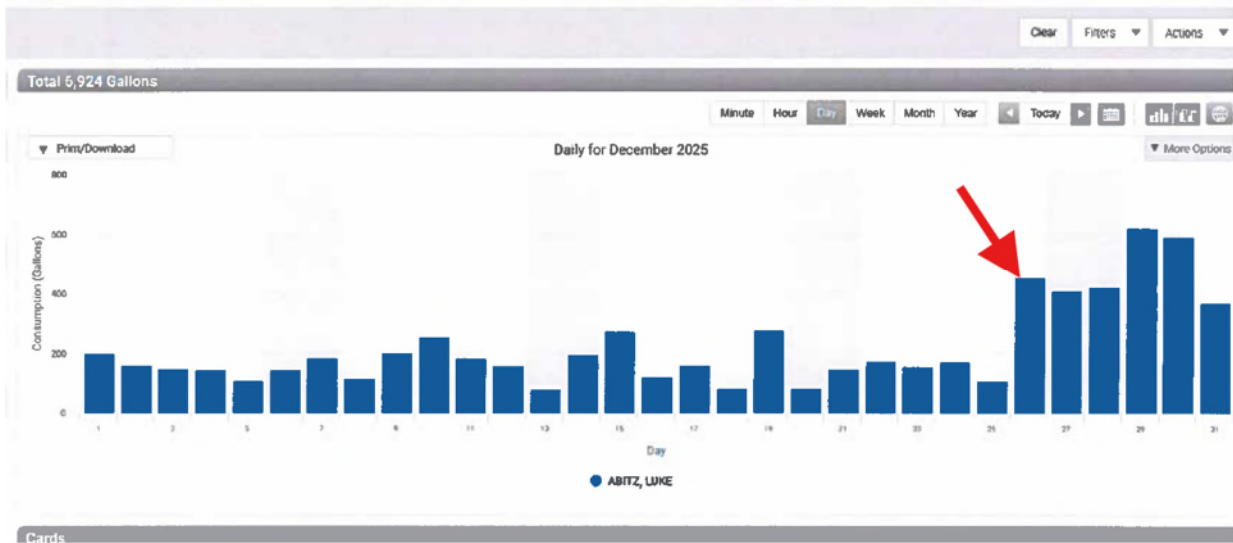 Clear Filters Actions
Total 6,924 Gallons
Minute Hour Day Week Month Year Today
Print/Download
Daily for December 2025
More Options
800
600
400
200
0
Consumption (Gallons)
1 3 5 7 9 11 13 15 17 19 21 23 25 27 29 31
Day
ABITZ, LUKE
Cards